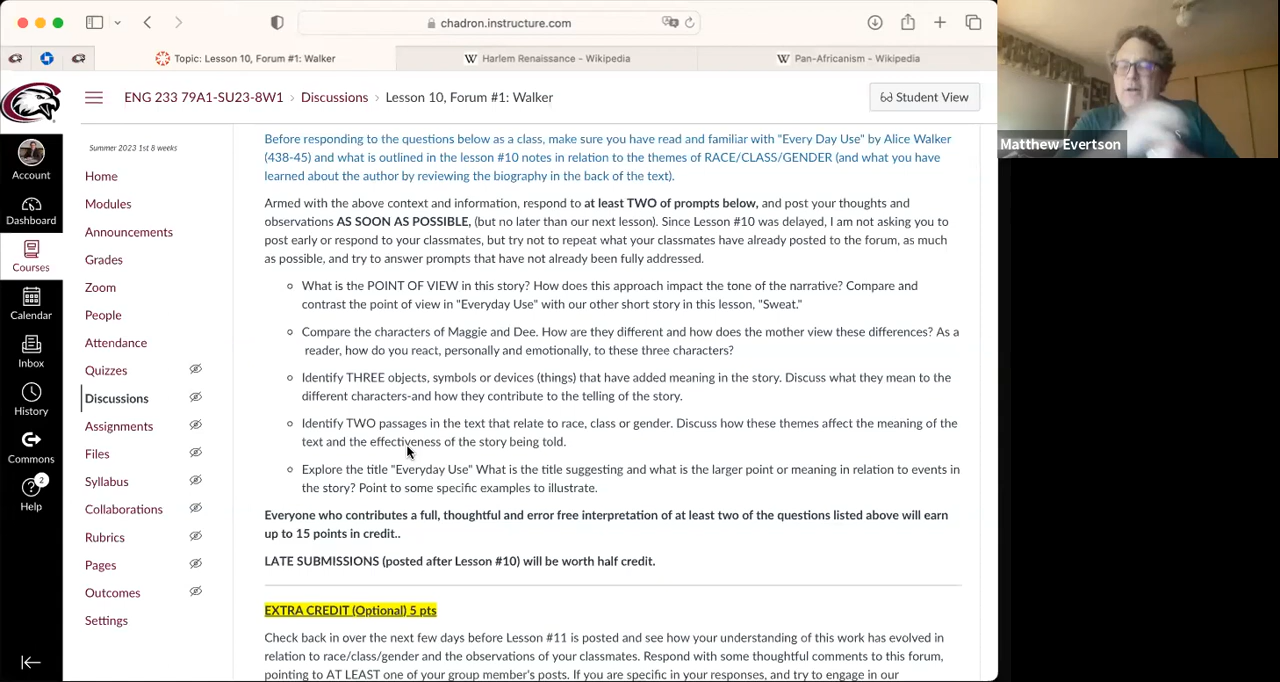 chadron.instructure.com
Topic: Lesson 10, Forum #1: Walker
Harlem Renaissance - Wikipedia
Pan-Africanism - Wikipedia
ENG 233 79A1-SU23-8W1 › Discussions › Lesson 10, Forum #1: Walker
Student View
Matthew Evertson
Account
Dashboard
Courses
Calendar
Inbox
History
Commons
2
Help
Summer 2023 1st 8 weeks
Home
Modules
Announcements
Grades
Zoom
People
Attendance
Quizzes
Discussions
Assignments
Files
Syllabus
Collaborations
Rubrics
Pages
Outcomes
Settings
Before responding to the questions below as a class, make sure you have read and familiar with "Every Day Use" by Alice Walker
(438-45) and what is outlined in the lesson #10 notes in relation to the themes of RACE/CLASS/GENDER (and what you have
learned about the author by reviewing the biography in the back of the text).
Armed with the above context and information, respond to at least TWO of prompts below, and post your thoughts and
observations AS SOON AS POSSIBLE, (but no later than our next lesson). Since Lesson #10 was delayed, I am not asking you to
post early or respond to your classmates, but try not to repeat what your classmates have already posted to the forum, as much
as possible, and try to answer prompts that have not already been fully addressed.
What is the POINT OF VIEW in this story? How does this approach impact the tone of the narrative? Compare and
contrast the point of view in "Everyday Use" with our other short story in this lesson, "Sweat."
Compare the characters of Maggie and Dee. How are they different and how does the mother view these differences? As a
reader, how do you react, personally and emotionally, to these three characters?
Identify THREE objects, symbols or devices (things) that have added meaning in the story. Discuss what they mean to the
different characters-and how they contribute to the telling of the story.
Identify TWO passages in the text that relate to race, class or gender. Discuss how these themes affect the meaning of the
text and the effectiveness of the story being told.
Explore the title "Everyday Use" What is the title suggesting and what is the larger point or meaning in relation to events in
the story? Point to some specific examples to illustrate.
Everyone who contributes a full, thoughtful and error free interpretation of at least two of the questions listed above will earn
up to 15 points in credit..
LATE SUBMISSIONS (posted after Lesson #10) will be worth half credit.
EXTRA CREDIT (Optional) 5 pts
Check back in over the next few days before Lesson #11 is posted and see how your understanding of this work has evolved in
relation to race/class/gender and the observations of your classmates. Respond with some thoughtful comments to this forum,
pointing to AT LEAST one of your group member's posts. If you are specific in your responses, and try to engage in our